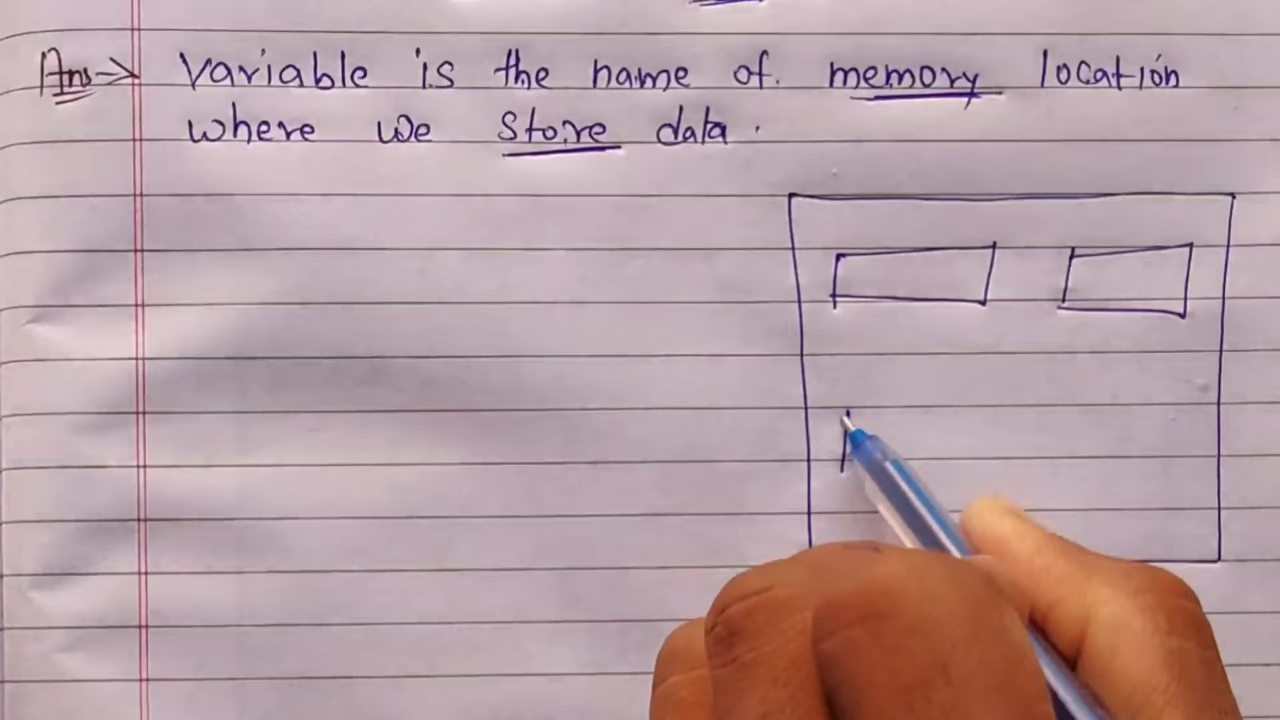 Ans→ Variable is the name of. memory location
where we store data.